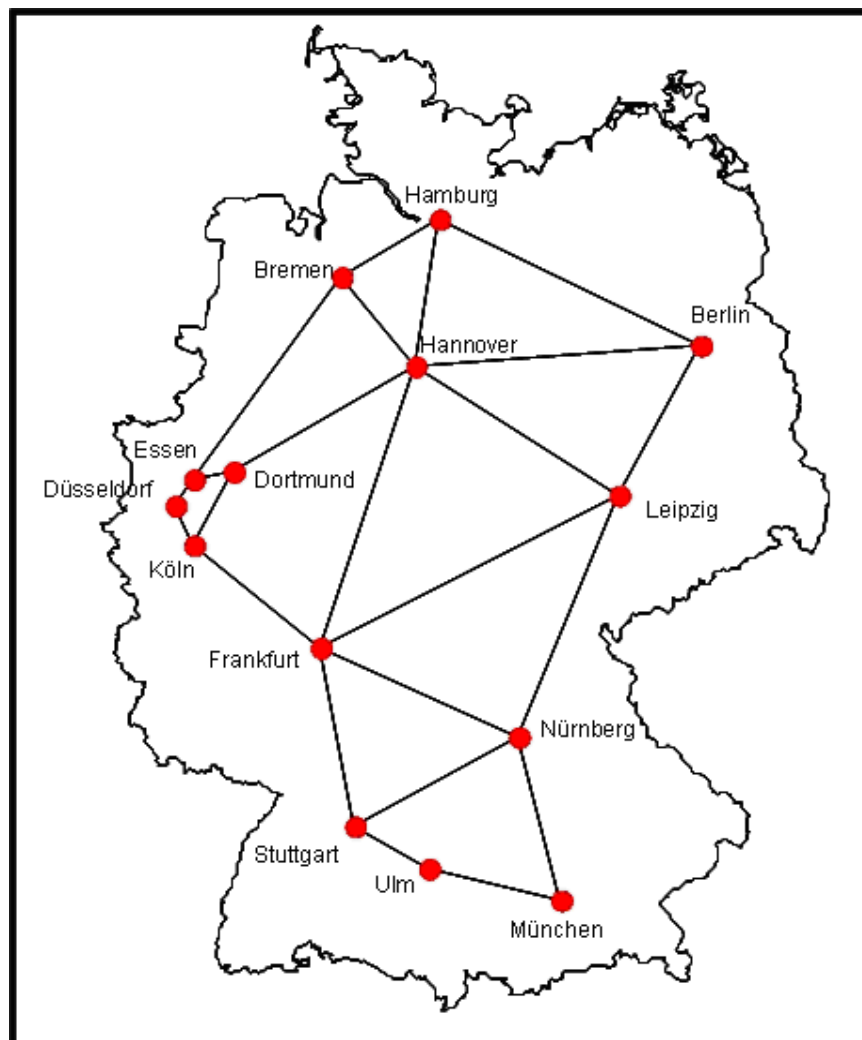 Hamburg
Bremen
Berlin
Hannover
Essen
Dortmund
Düsseldorf
Leipzig
Köln
Frankfurt
Nürnberg
Stuttgart
Ulm
München